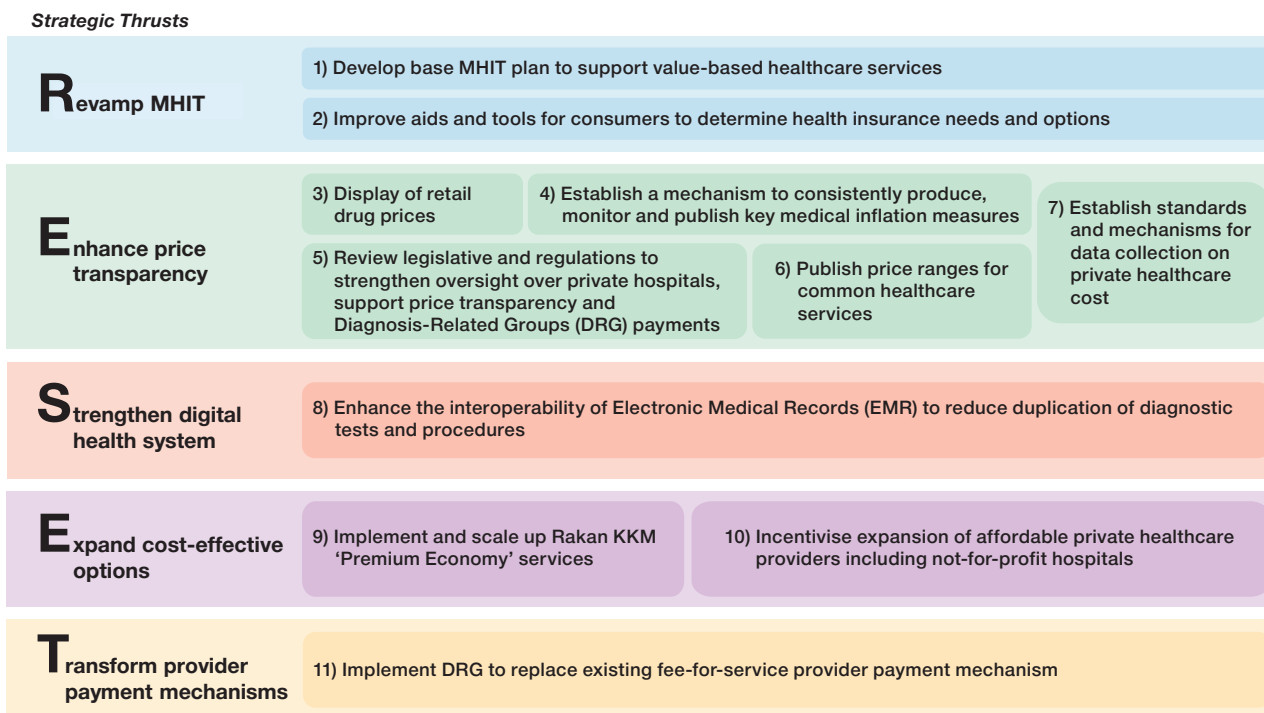 Strategic Thrusts
Revamp MHIT
1) Develop base MHIT plan to support value-based healthcare services
2) Improve aids and tools for consumers to determine health insurance needs and options
Enhance price
transparency
3) Display of retail
drug prices
4) Establish a mechanism to consistently produce,
monitor and publish key medical inflation measures
5) Review legislative and regulations to
strengthen oversight over private hospitals,
support price transparency and
Diagnosis-Related Groups (DRG) payments
6) Publish price ranges for
common healthcare
services
7) Establish standards
and mechanisms for
data collection on
private healthcare
cost
Strengthen digital
health system
8) Enhance the interoperability of Electronic Medical Records (EMR) to reduce duplication of diagnostic
tests and procedures
Expand cost-effective
options
9) Implement and scale up Rakan KKM
‘Premium Economy’ services
10) Incentivise expansion of affordable private healthcare
providers including not-for-profit hospitals
Transform provider
payment mechanisms
11) Implement DRG to replace existing fee-for-service provider payment mechanism